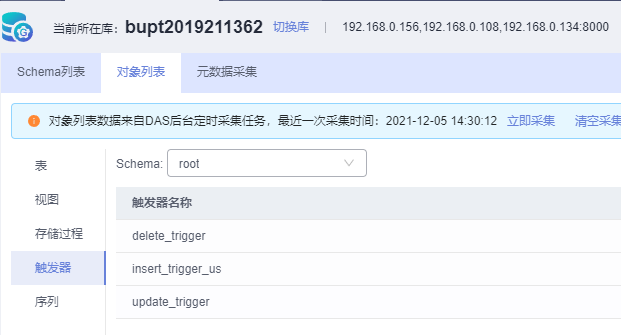 当前所在库：bupt2019211362 切换库 | 192.168.0.156,192.168.0.108,192.168.0.134:8000
Schema列表 对象列表 元数据采集
对象列表数据来自DAS后台定时采集任务，最近一次采集时间：2021-12-05 14:30:12 立即采集 清空采集
表
Schema: root
视图
触发器名称
存储过程
delete_trigger
触发器
insert_trigger_us
序列
update_trigger